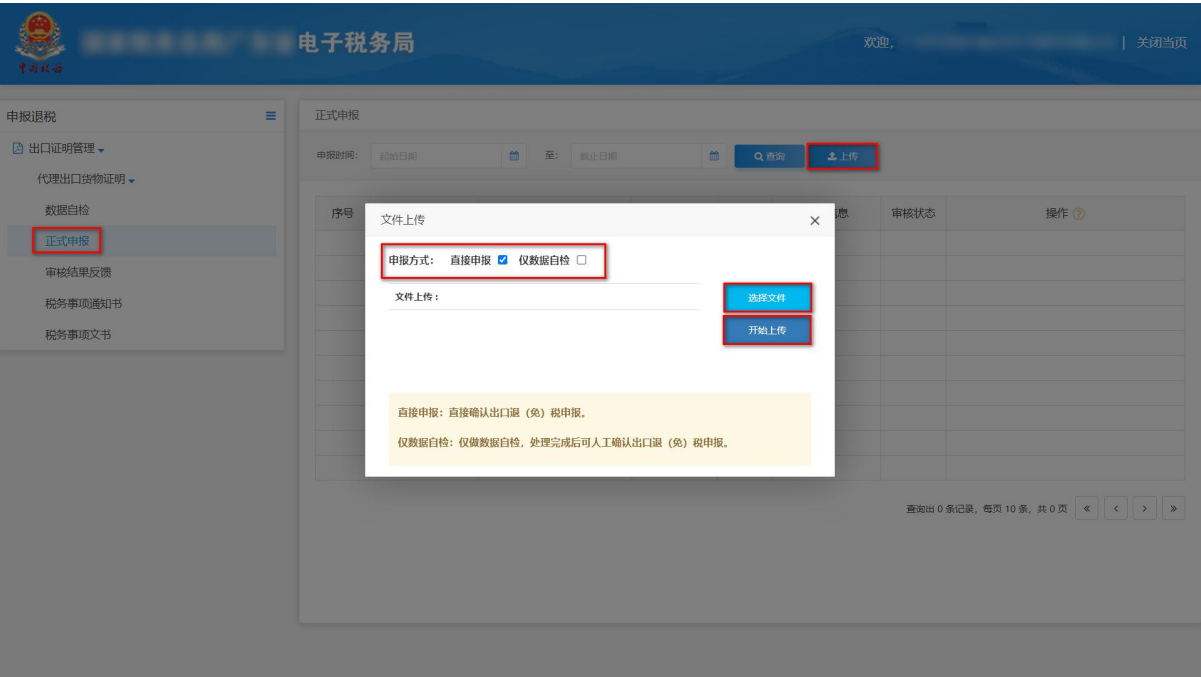 电子税务局
欢迎,
关闭当页
中国税务
申报退税
出口证明管理
代理出口货物证明
数据自检
正式申报
审核结果反馈
税务事项通知书
税务事项文书
正式申报
申报时间: 起始日期 至: 截止日期 查询 上传
序号 息 审核状态 操作
文件上传
申报方式: 直接申报 仅数据自检
文件上传:
选择文件
开始上传
直接申报:直接确认出口退(免)税申报。
仅数据自检:仅做数据自检,处理完成后可人工确认出口退(免)税申报。
查询出 0 条记录,每页 10 条,共 0 页 « < > »